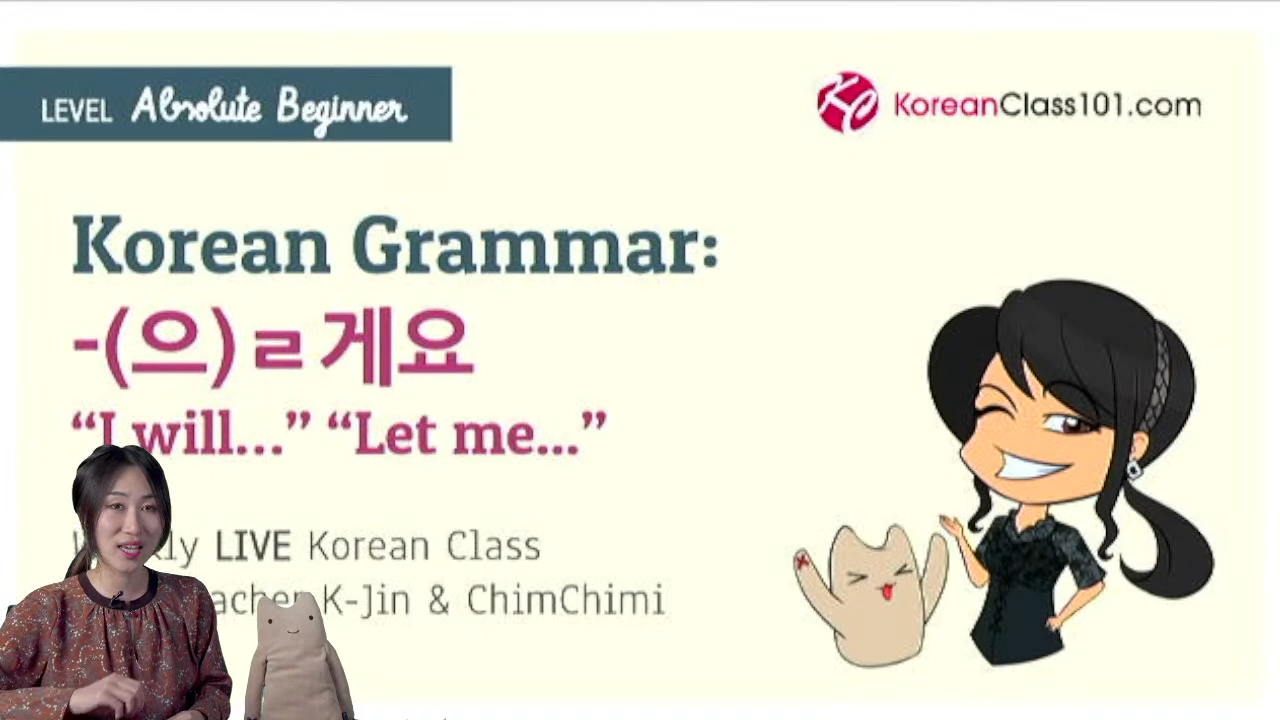 LEVEL Absolute Beginner
KC KoreanClass101.com
Korean Grammar:
-(으)ㄹ게요
“I will...” “Let me...”
LIVE Korean Class
K-Jin & ChimChimi